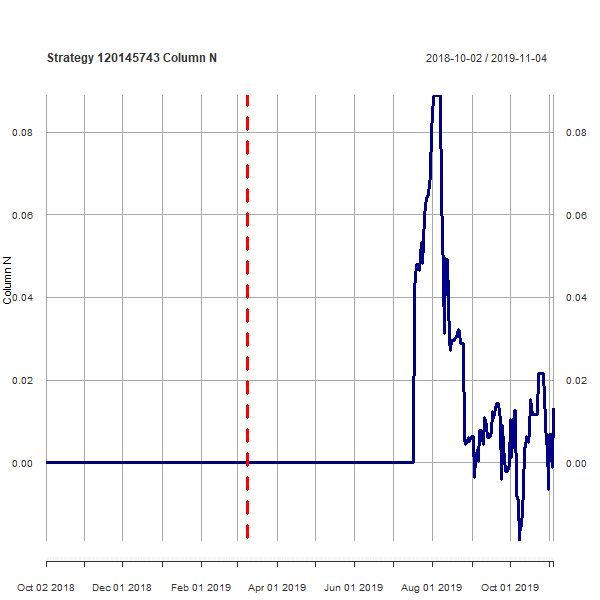 Strategy 120145743 Column N
2018-10-02 / 2019-11-04
Column N
0.08
0.06
0.04
0.02
0.00
0.08
0.06
0.04
0.02
0.00
Oct 02 2018
Dec 01 2018
Feb 01 2019
Apr 01 2019
Jun 01 2019
Aug 01 2019
Oct 01 2019